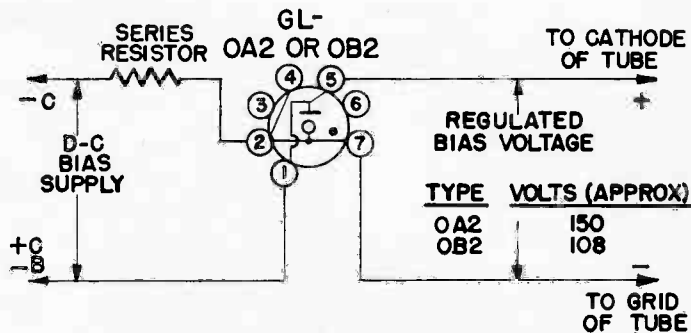 SERIES
RESISTOR
GL-
OA2 OR OB2
TO CATHODE
OF TUBE
-C
+
D-C
BIAS
SUPPLY
4
5
3
6
2
7
1
REGULATED
BIAS VOLTAGE
TYPE VOLTS (APPROX)
OA2 150
OB2 108
+C
-B
-
TO GRID
OF TUBE